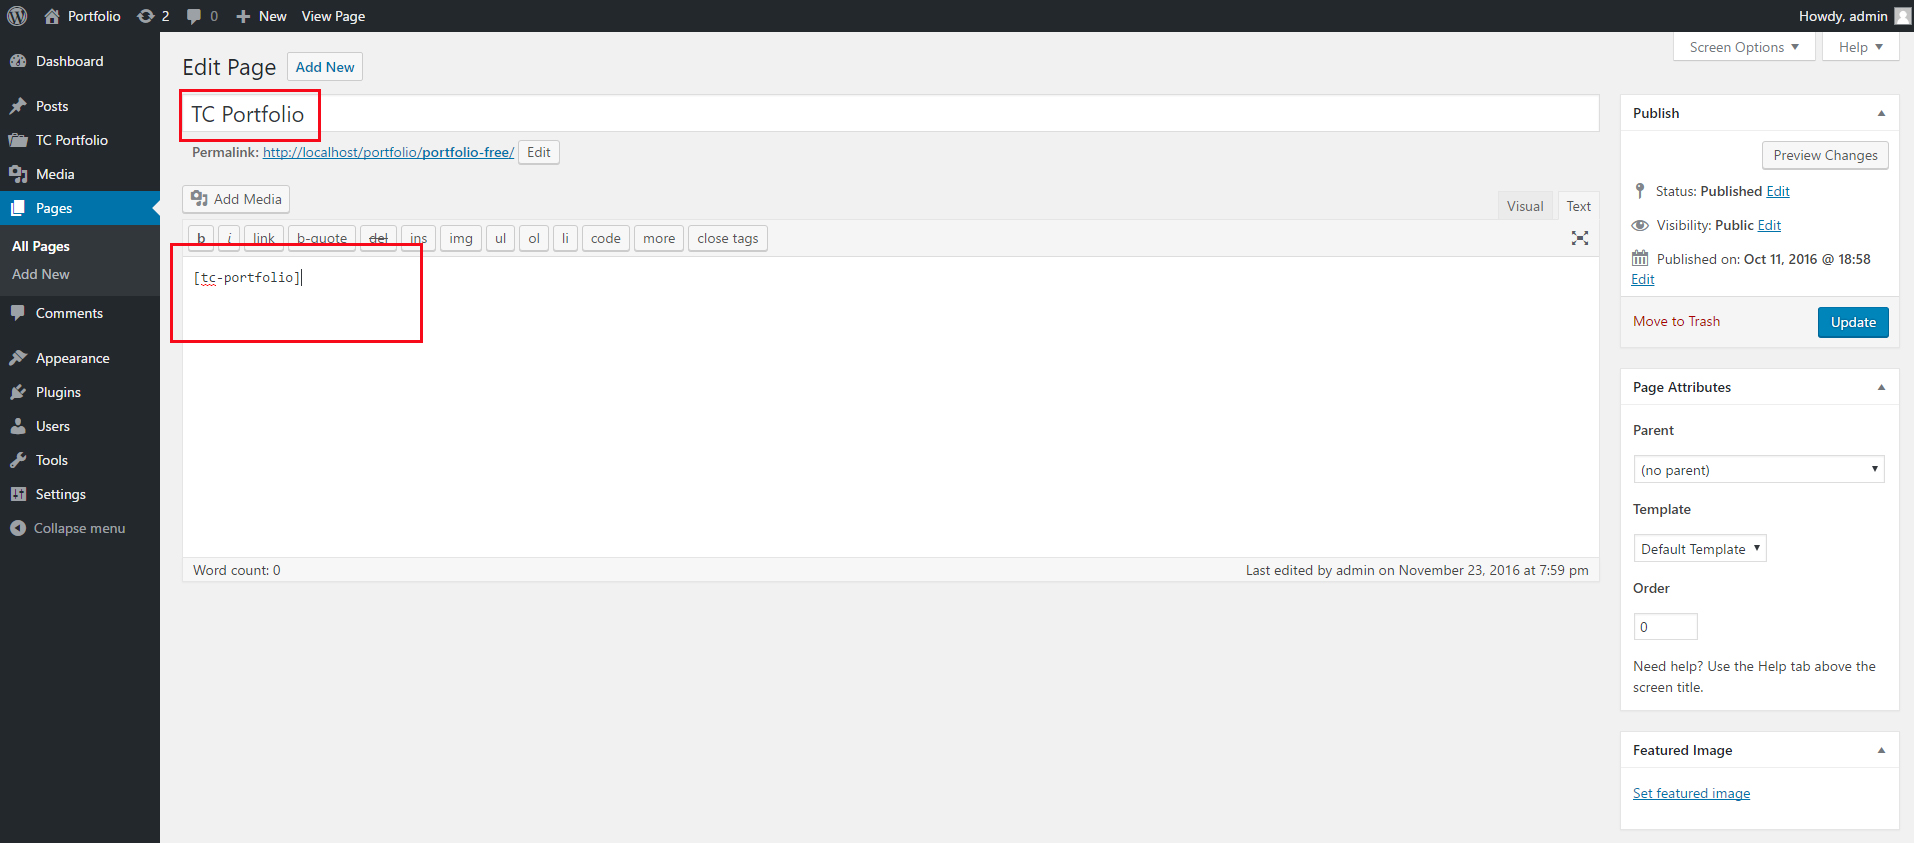 Portfolio 2 0 New View Page Howdy, admin
Screen Options Help
Dashboard
Posts
TC Portfolio
Media
Pages
All Pages
Add New
Comments
Appearance
Plugins
Users
Tools
Settings
Collapse menu
Edit Page Add New
TC Portfolio
Permalink: http://localhost/portfolio/portfolio-free/ Edit
Add Media
Visual Text
b i link b-quote del ins img ul ol li code more close tags
[tc-portfolio]
Word count: 0 Last edited by admin on November 23, 2016 at 7:59 pm
Publish
Preview Changes
Status: Published Edit
Visibility: Public Edit
Published on: Oct 11, 2016 @ 18:58
Edit
Move to Trash Update
Page Attributes
Parent
(no parent)
Template
Default Template
Order
0
Need help? Use the Help tab above the
screen title.
Featured Image
Set featured image